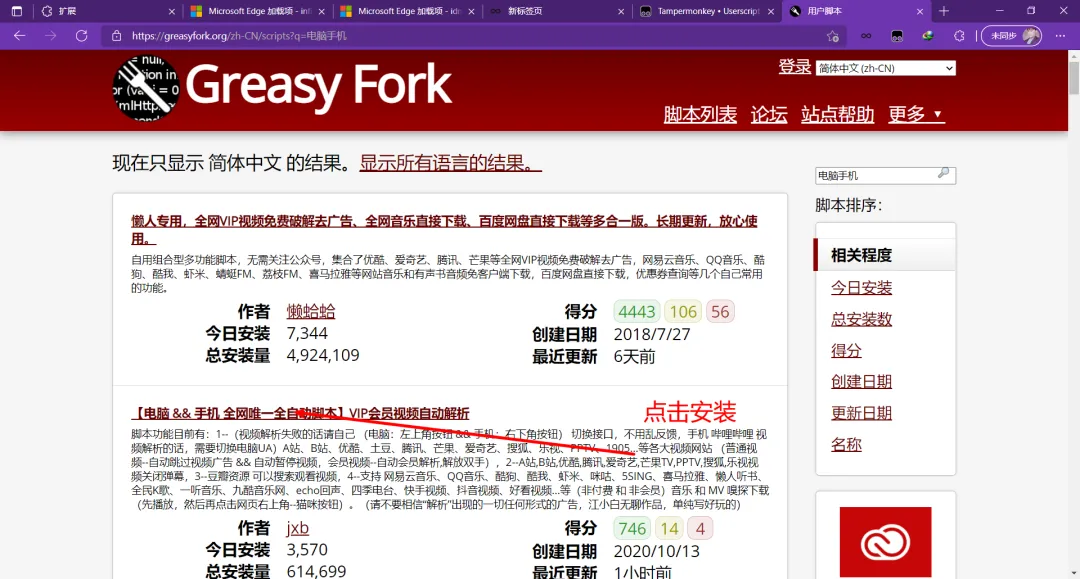 扩展
Microsoft Edge 加载项 - infi
Microsoft Edge 加载项 - idm
新标签页
Tampermonkey • Userscript
用户脚本
https://greasyfork.org/zh-CN/scripts?q=电脑手机
未同步
null,
Greasy Fork
登录
简体中文 (zh-CN)
脚本列表 论坛 站点帮助 更多
现在只显示 简体中文 的结果。显示所有语言的结果。
电脑手机
脚本排序：
懒人专用，全网VIP视频免费破解去广告、全网音乐直接下载、百度网盘直接下载等多合一版。长期更新，放心使
用。
自用组合型多功能脚本，无需关注公众号，集合了优酷、爱奇艺、腾讯、芒果等全网VIP视频免费破解去广告，网易云音乐、QQ音乐、酷
狗、酷我、虾米、蜻蜓FM、荔枝FM、喜马拉雅等网站音乐和有声书音频免客户端下载，百度网盘直接下载，优惠券查询等几个自己常用
的功能。
作者 懒蛤蛤 得分 4443 106 56
今日安装 7,344 创建日期 2018/7/27
总安装量 4,924,109 最近更新 6天前
相关程度
今日安装
总安装数
得分
创建日期
更新日期
名称
点击安装
【电脑 && 手机 全网唯一全自动脚本】VIP会员视频自动解析
脚本功能目前有：1--（视频解析失败的话请自己 （电脑：左上角按钮 && 手机：右下角按钮） 切换接口，不用乱反馈，手机 哔哩哔哩 视
频解析的话，需要切换电脑UA）A站、B站、优酷、土豆、腾讯、芒果、爱奇艺、搜狐、乐视、PPTV、1905...等各大视频网站 （普通视
频--自动跳过视频广告 && 自动暂停视频，会员视频--自动会员解析,解放双手），2--A站,B站,优酷,腾讯,爱奇艺,芒果TV,PPTV,搜狐,乐视视
频关闭弹幕，3--豆瓣资源 可以搜索观看视频，4--支持 网易云音乐、QQ音乐、酷狗、酷我、虾米、咪咕、5SING、喜马拉雅、懒人听书、
全民K歌、一听音乐、九酷音乐网、echo回声、四季电台、快手视频、抖音视频、好看视频...等（非付费 和 非会员）音乐 和 MV 嗅探下载
（先播放，然后再点击网页右上角--猫咪按钮）。（请不要相信“解析”出现的一切任何形式的广告，江小白无聊作品，单纯写好玩的）
作者 jxb 得分 746 14 4
今日安装 3,570 创建日期 2020/10/13
总安装量 614,699 最近更新 1小时前